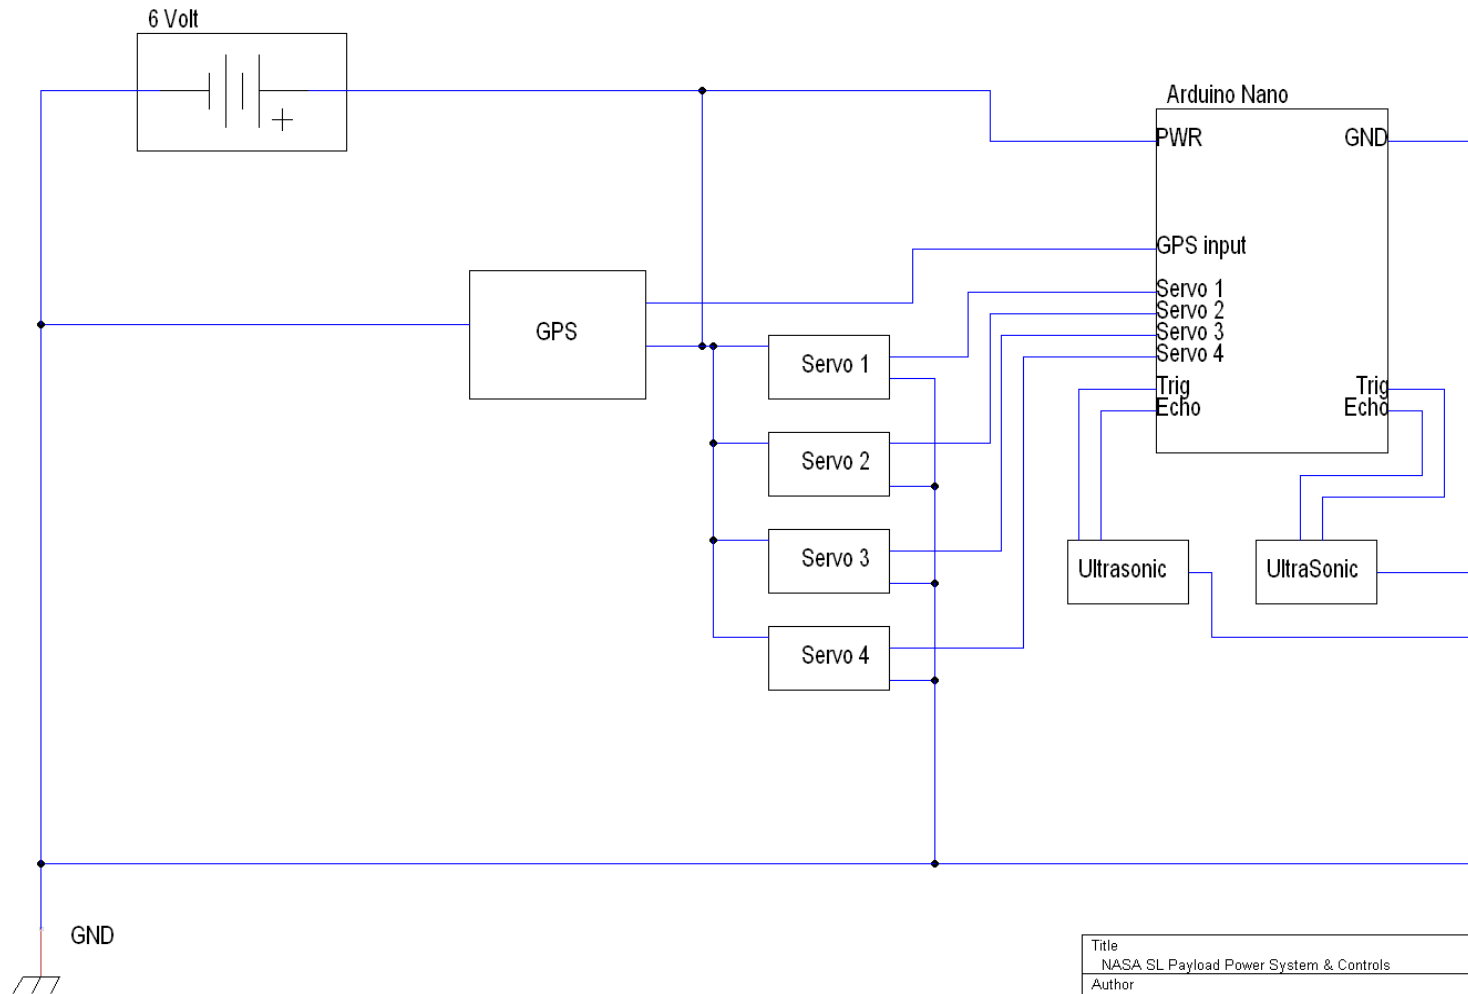 6 Volt
Arduino Nano
PWR
GND
GPS input
GPS
Servo 1
Servo 2
Servo 3
Servo 4
Servo 1
Servo 2
Servo 3
Servo 4
Trig
Echo
Trig
Echo
Ultrasonic
UltraSonic
GND
Title
NASA SL Payload Power System & Controls
Author